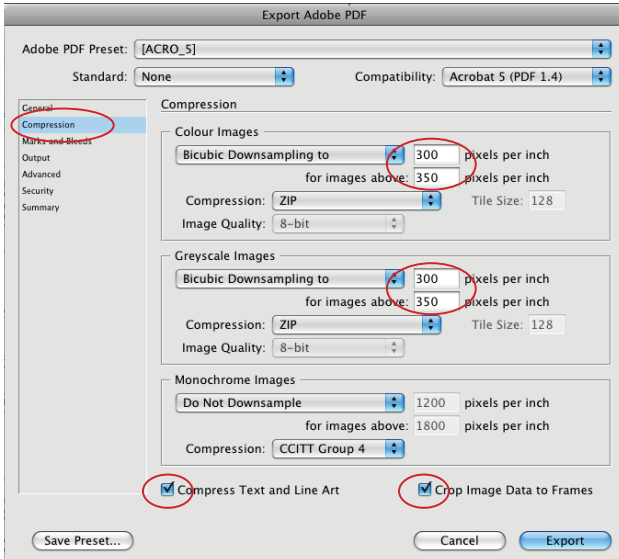 Export Adobe PDF
Adobe PDF Preset: [ACRO_5]
Standard: None Compatibility: Acrobat 5 (PDF 1.4)
General
Compression
Marks and Bleeds
Output
Advanced
Security
Summary
Compression
Colour Images
Bicubic Downsampling to 300 pixels per inch
for images above: 350
Compression: ZIP Tile Size: 128
Image Quality: 8-bit
Greyscale Images
Bicubic Downsampling to 300 pixels per inch
for images above: 350 pixels per inch
Compression: ZIP Tile Size: 128
Image Quality: 8-bit
Monochrome Images
Do Not Downsample 1200 pixels per inch
for images above: 1800 pixels per inch
Compression: CCITT Group 4
Compress Text and Line Art Crop Image Data to Frames
Save Preset... Cancel Export